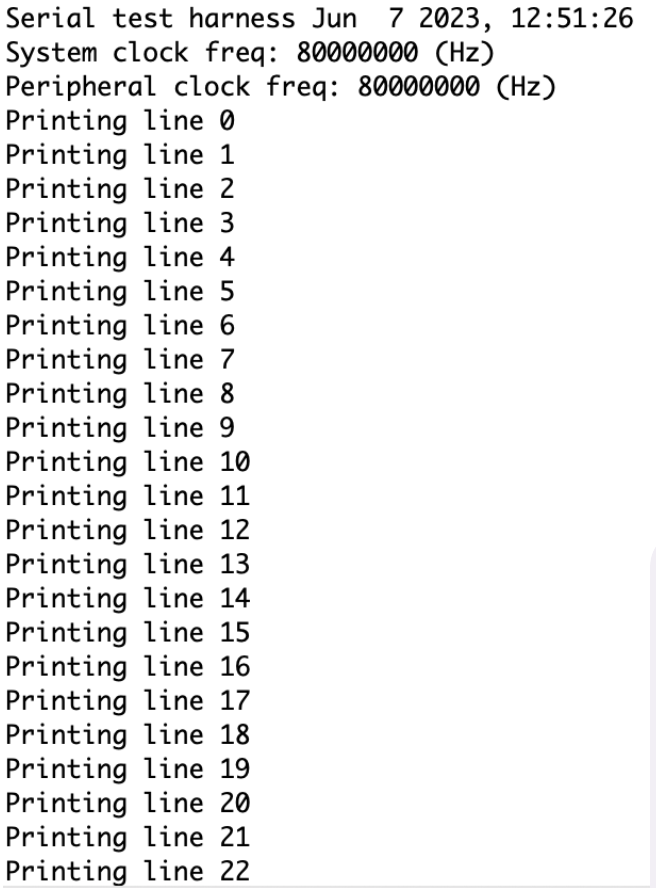 Serial test harness Jun  7 2023, 12:51:26
System clock freq: 80000000 (Hz)
Peripheral clock freq: 80000000 (Hz)
Printing line 0
Printing line 1
Printing line 2
Printing line 3
Printing line 4
Printing line 5
Printing line 6
Printing line 7
Printing line 8
Printing line 9
Printing line 10
Printing line 11
Printing line 12
Printing line 13
Printing line 14
Printing line 15
Printing line 16
Printing line 17
Printing line 18
Printing line 19
Printing line 20
Printing line 21
Printing line 22